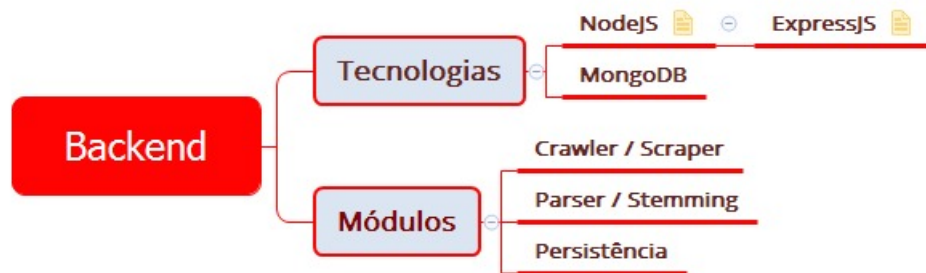 Backend
Tecnologias
NodeJS
ExpressJS
MongoDB
Módulos
Crawler / Scraper
Parser / Stemming
Persistência